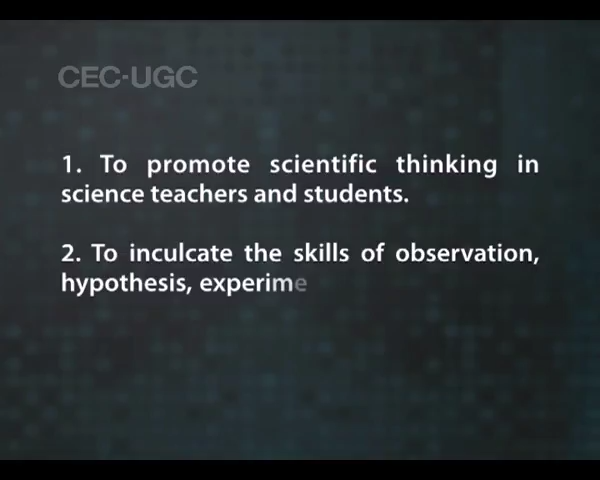 CEC-UGC
1. To promote scientific thinking in
science teachers and students.
2. To inculcate the skills of observation,
hypothesis, experime